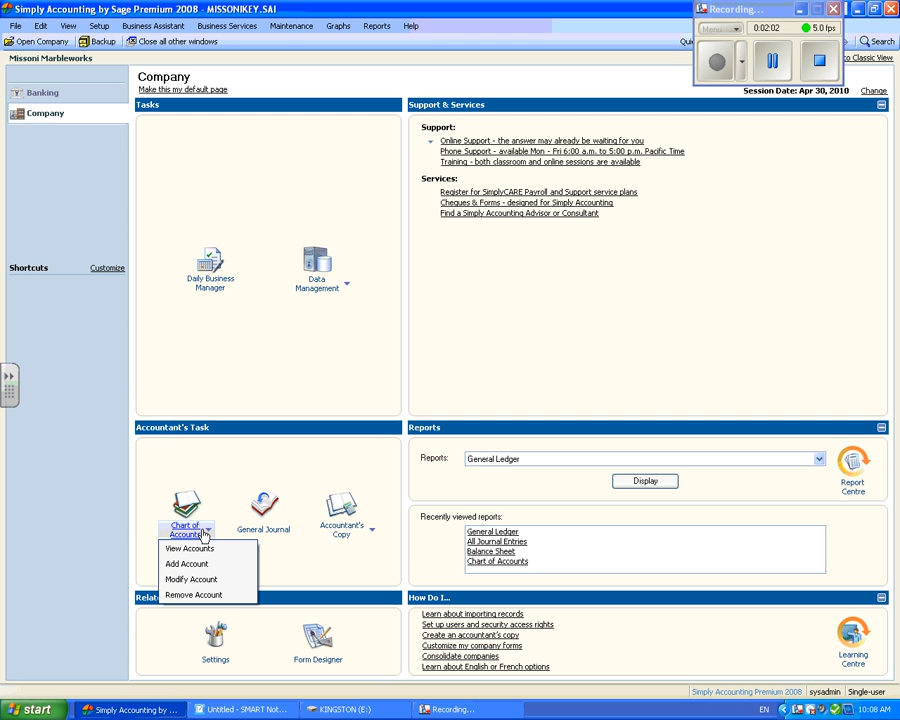 Simply Accounting by Sage Premium 2008 - MISSONIKEY.SAI
Recording...
File Edit View Setup Business Assistant Business Services Maintenance Graphs Reports Help
Menu
0:02:02
5.0 fps
Open Company Backup Close all other windows
Search
Missoni Marbleworks
to Classic View
Company
Make this my default page
Session Date: Apr 30, 2010 Change
Banking
Company
Shortcuts Customize
Tasks
Daily Business Manager
Data Management
Support & Services
Support:
Online Support - the answer may already be waiting for you
Phone Support - available Mon - Fri 6:00 a.m. to 5:00 p.m. Pacific Time
Training - both classroom and online sessions are available
Services:
Register for SimplyCARE Payroll and Support service plans
Cheques & Forms - designed for Simply Accounting
Find a Simply Accounting Advisor or Consultant
Accountant's Task
Chart of Accounts
General Journal
Accountant's Copy
View Accounts
Add Account
Modify Account
Remove Account
Reports
Reports: General Ledger
Display
Report Centre
Recently viewed reports:
General Ledger
All Journal Entries
Balance Sheet
Chart of Accounts
Settings
Form Designer
How Do I...
Learn about importing records
Set up users and security access rights
Create an accountant's copy
Customize my company forms
Consolidate companies
Learn about English or French options
Learning Centre
Simply Accounting Premium 2008 sysadmin Single-user
start
Simply Accounting by ...
Untitled - SMART Not...
KINGSTON (E:)
Recording...
EN
10:08 AM